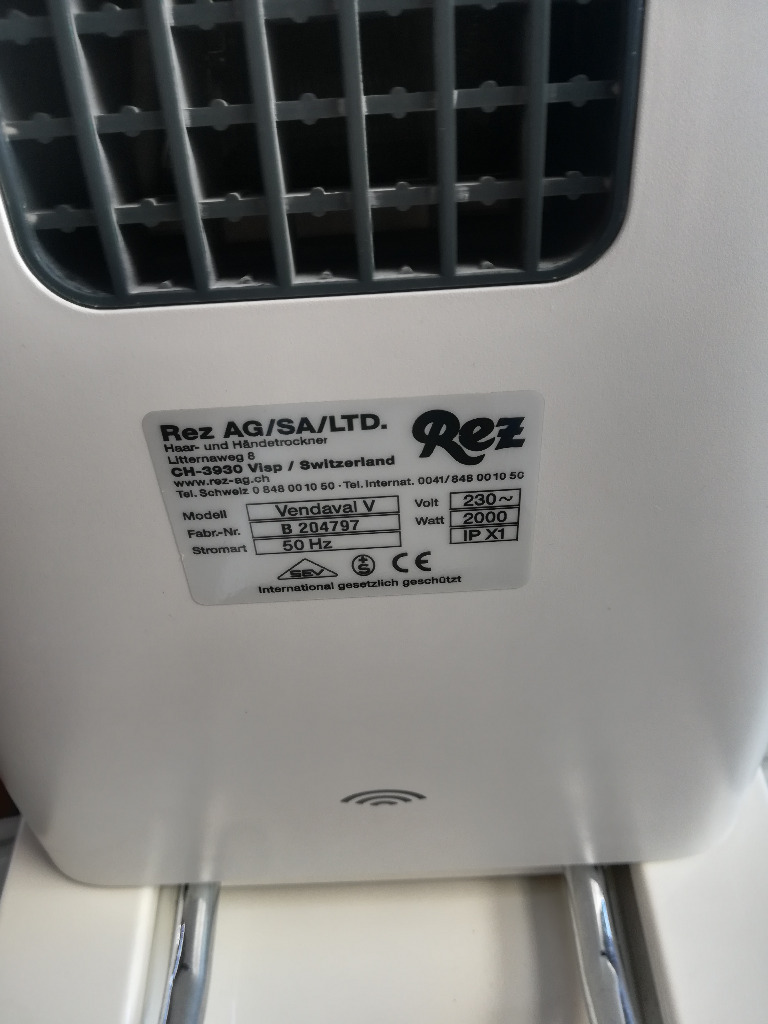 Rez AG/SA/LTD.
Rez
Haar- und Händetrockner
Litternaweg 8
CH-3930 Visp / Switzerland
www.rez-ag.ch
Tel. Schweiz 0 848 00 10 50 · Tel. Internat. 0041/848 00 10 50
Modell Vendaval V Volt 230~
Fabr.-Nr. B 204797 Watt 2000
Stromart 50 Hz IP X1
SEV +S CE
International gesetzlich geschützt